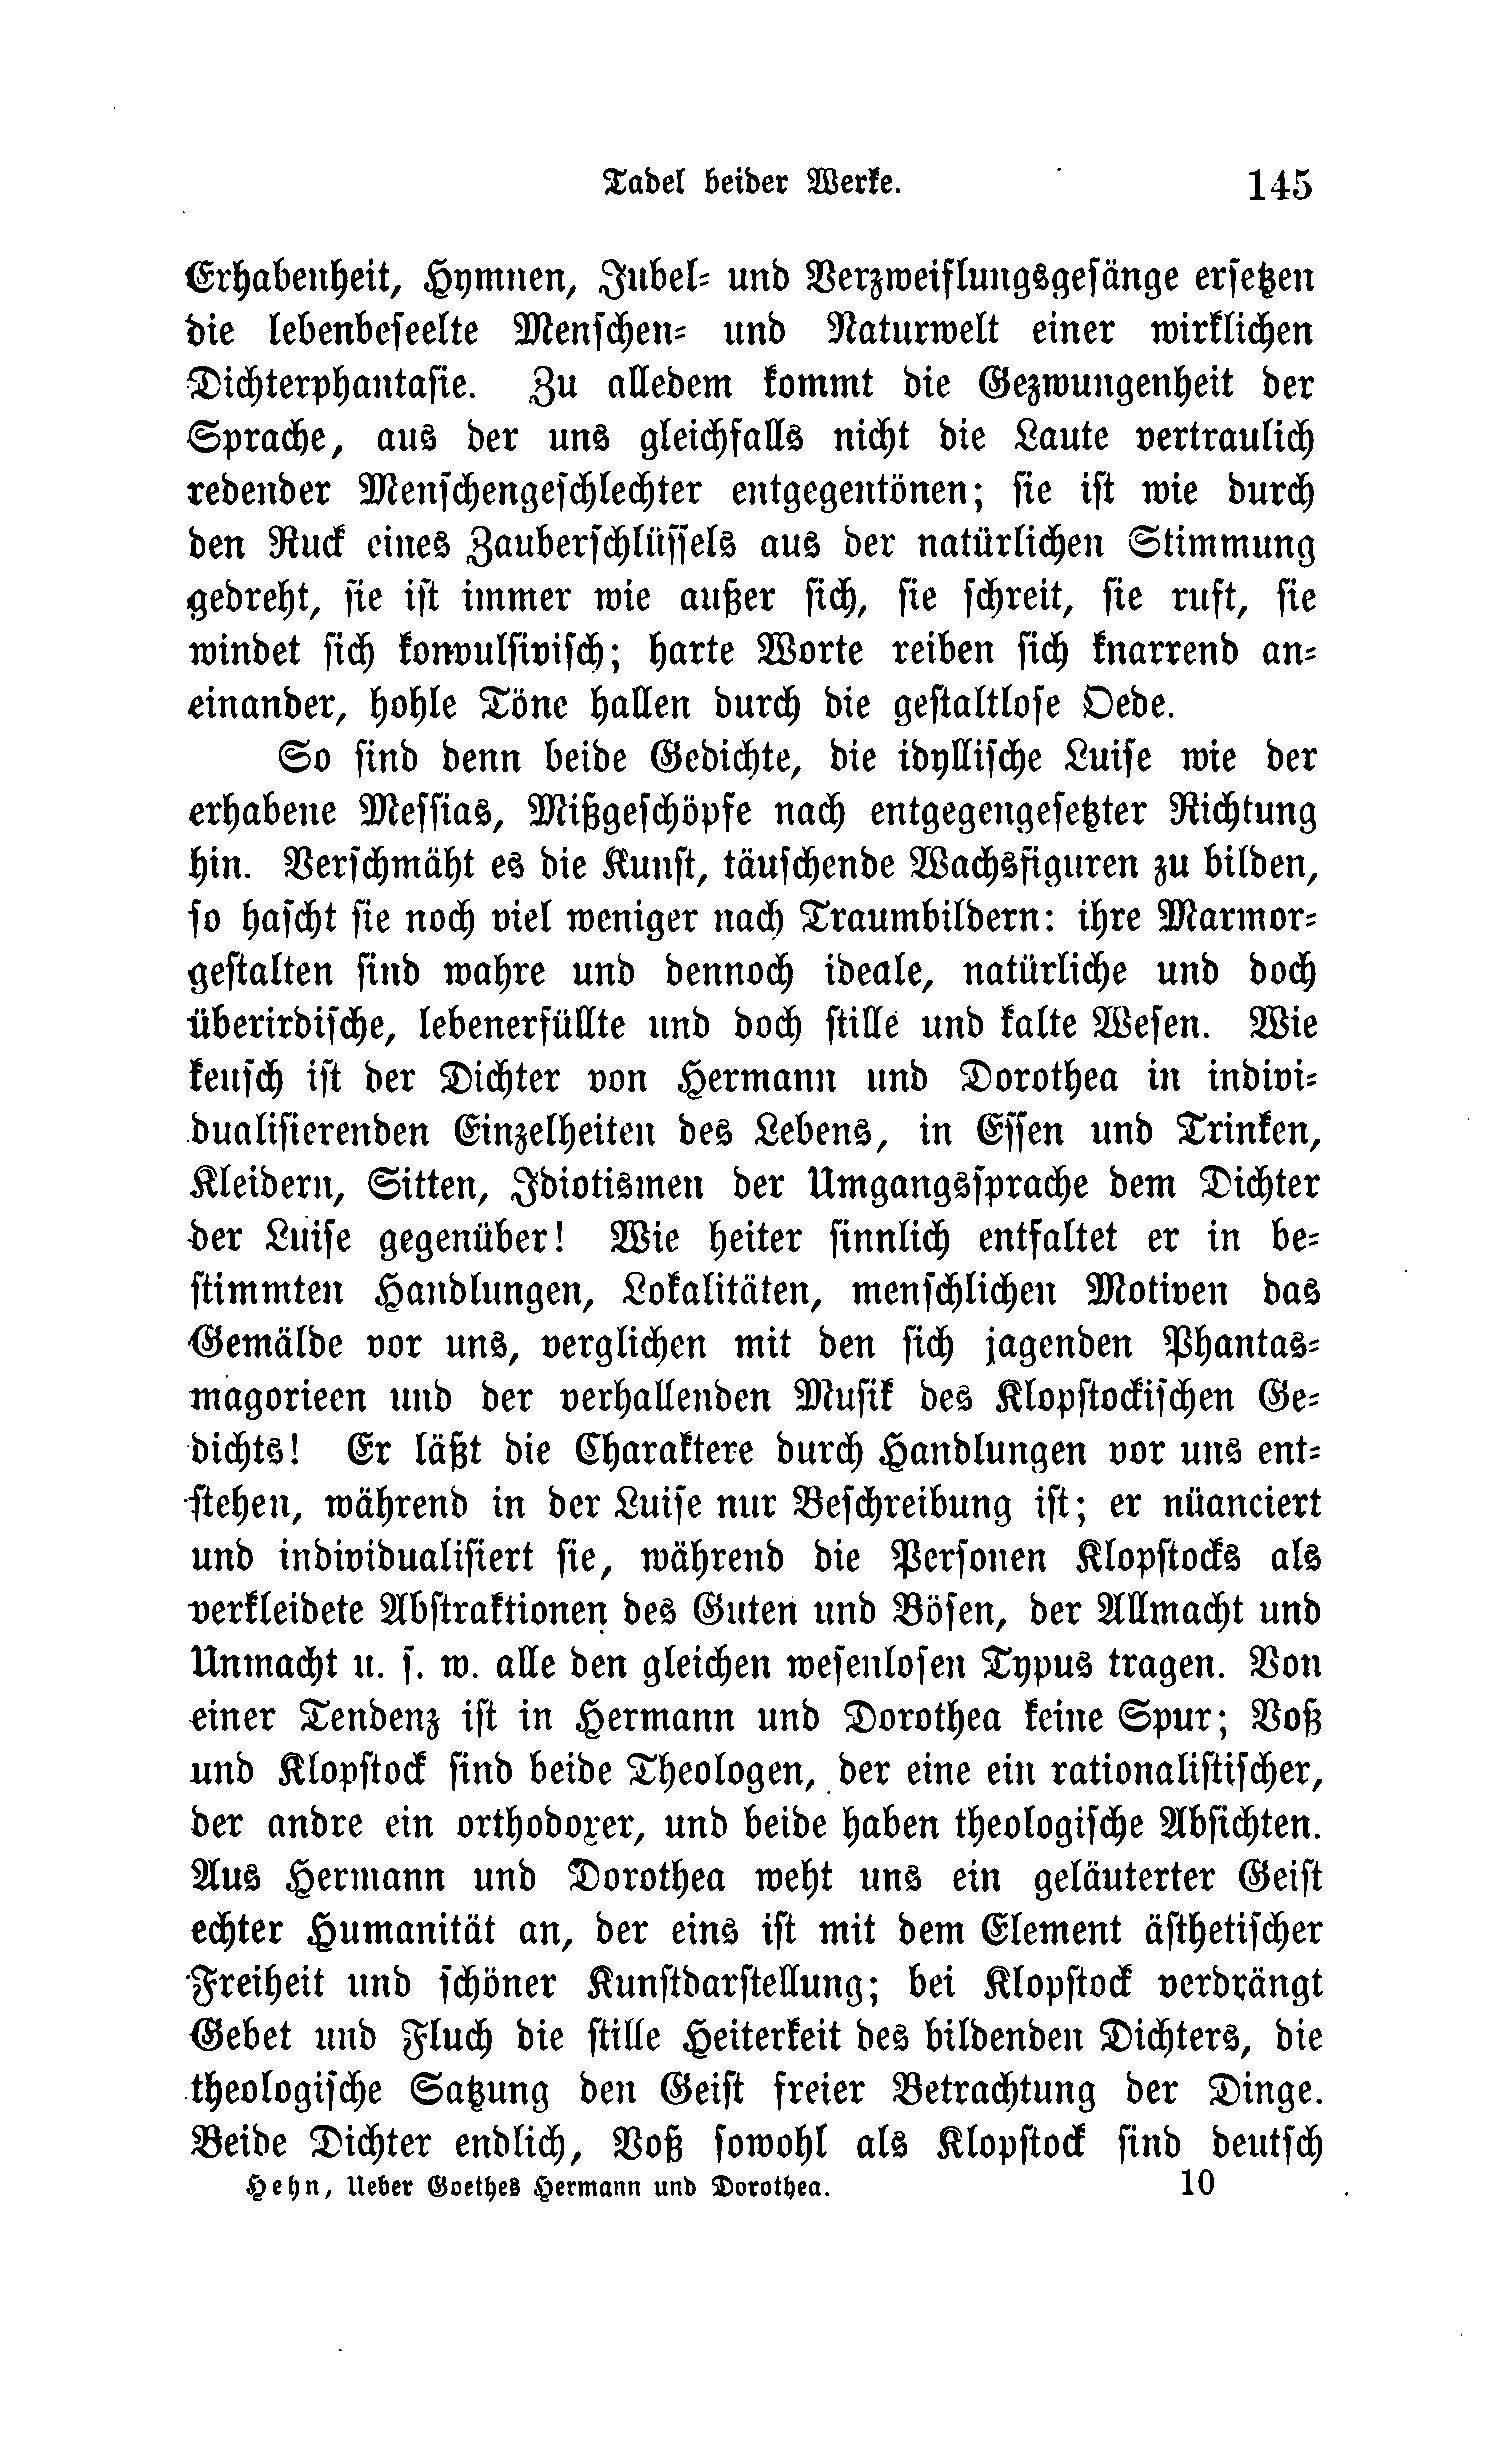 Tadel beider Werke. 145
Erhabenheit, Hymnen, Jubel- und Verzweiflungsgesänge ersetzen
die lebenbeseelte Menschen- und Naturwelt einer wirklichen
Dichterphantasie. Zu alledem kommt die Gezwungenheit der
Sprache, aus der uns gleichfalls nicht die Laute vertraulich
redender Menschengeschlechter entgegentönen; sie ist wie durch
den Ruck eines Zauberschlüssels aus der natürlichen Stimmung
gedreht, sie ist immer wie außer sich, sie schreit, sie ruft, sie
windet sich konvulsivisch; harte Worte reiben sich knarrend an-
einander, hohle Töne hallen durch die gestaltlose Oede.
So sind denn beide Gedichte, die idyllische Luise wie der
erhabene Messias, Mißgeschöpfe nach entgegengesetzter Richtung
hin. Verschmäht es die Kunst, täuschende Wachsfiguren zu bilden,
so hascht sie noch viel weniger nach Traumbildern: ihre Marmor-
gestalten sind wahre und dennoch ideale, natürliche und doch
überirdische, lebenerfüllte und doch stille und kalte Wesen. Wie
keusch ist der Dichter von Hermann und Dorothea in indivi-
dualisierenden Einzelheiten des Lebens, in Essen und Trinken,
Kleidern, Sitten, Idiotismen der Umgangssprache dem Dichter
der Luise gegenüber! Wie heiter sinnlich entfaltet er in be-
stimmten Handlungen, Lokalitäten, menschlichen Motiven das
Gemälde vor uns, verglichen mit den sich jagenden Phantas-
magorieen und der verhallenden Musik des Klopstockischen Ge-
dichts! Er läßt die Charaktere durch Handlungen vor uns ent-
stehen, während in der Luise nur Beschreibung ist; er nüanciert
und individualisiert sie, während die Personen Klopstocks als
verkleidete Abstraktionen des Guten und Bösen, der Allmacht und
Unmacht u. s. w. alle den gleichen wesenlosen Typus tragen. Von
einer Tendenz ist in Hermann und Dorothea keine Spur; Voß
und Klopstock sind beide Theologen, der eine ein rationalistischer,
der andre ein orthodoxer, und beide haben theologische Absichten.
Aus Hermann und Dorothea weht uns ein geläuterter Geist
echter Humanität an, der eins ist mit dem Element ästhetischer
Freiheit und schöner Kunstdarstellung; bei Klopstock verdrängt
Gebet und Fluch die stille Heiterkeit des bildenden Dichters, die
theologische Satzung den Geist freier Betrachtung der Dinge.
Beide Dichter endlich, Voß sowohl als Klopstock sind deutsch
Hehn, Ueber Goethes Hermann und Dorothea. 10